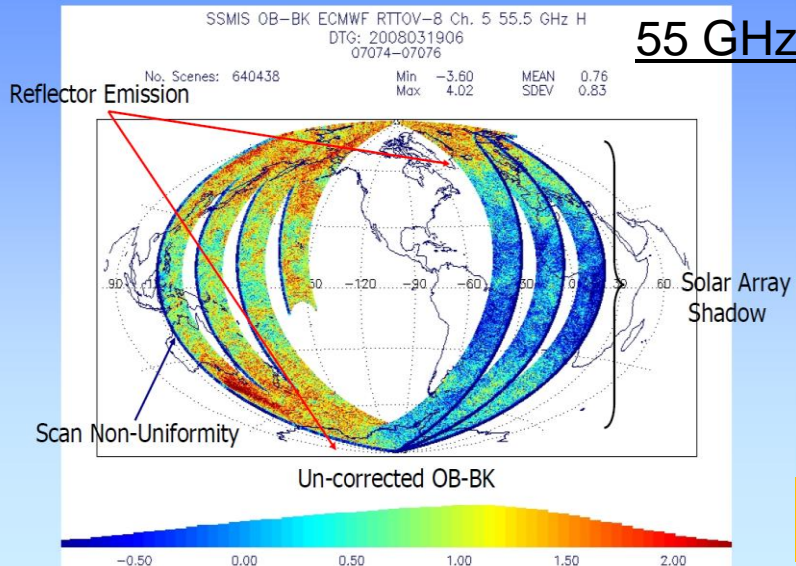 SSMIS OB-BK ECMWF RTTOV-8 Ch. 5 55.5 GHz H
DTG: 2008031906
07074-07076
55 GHz
No. Scenes: 640438 Min -3.60 MEAN 0.76
Max 4.02 SDEV 0.83
Reflector Emission
90 50 -120 -90 -60 0 30 60
Solar Array
Shadow
Scan Non-Uniformity
Un-corrected OB-BK
-0.50 0.00 0.50 1.00 1.50 2.00